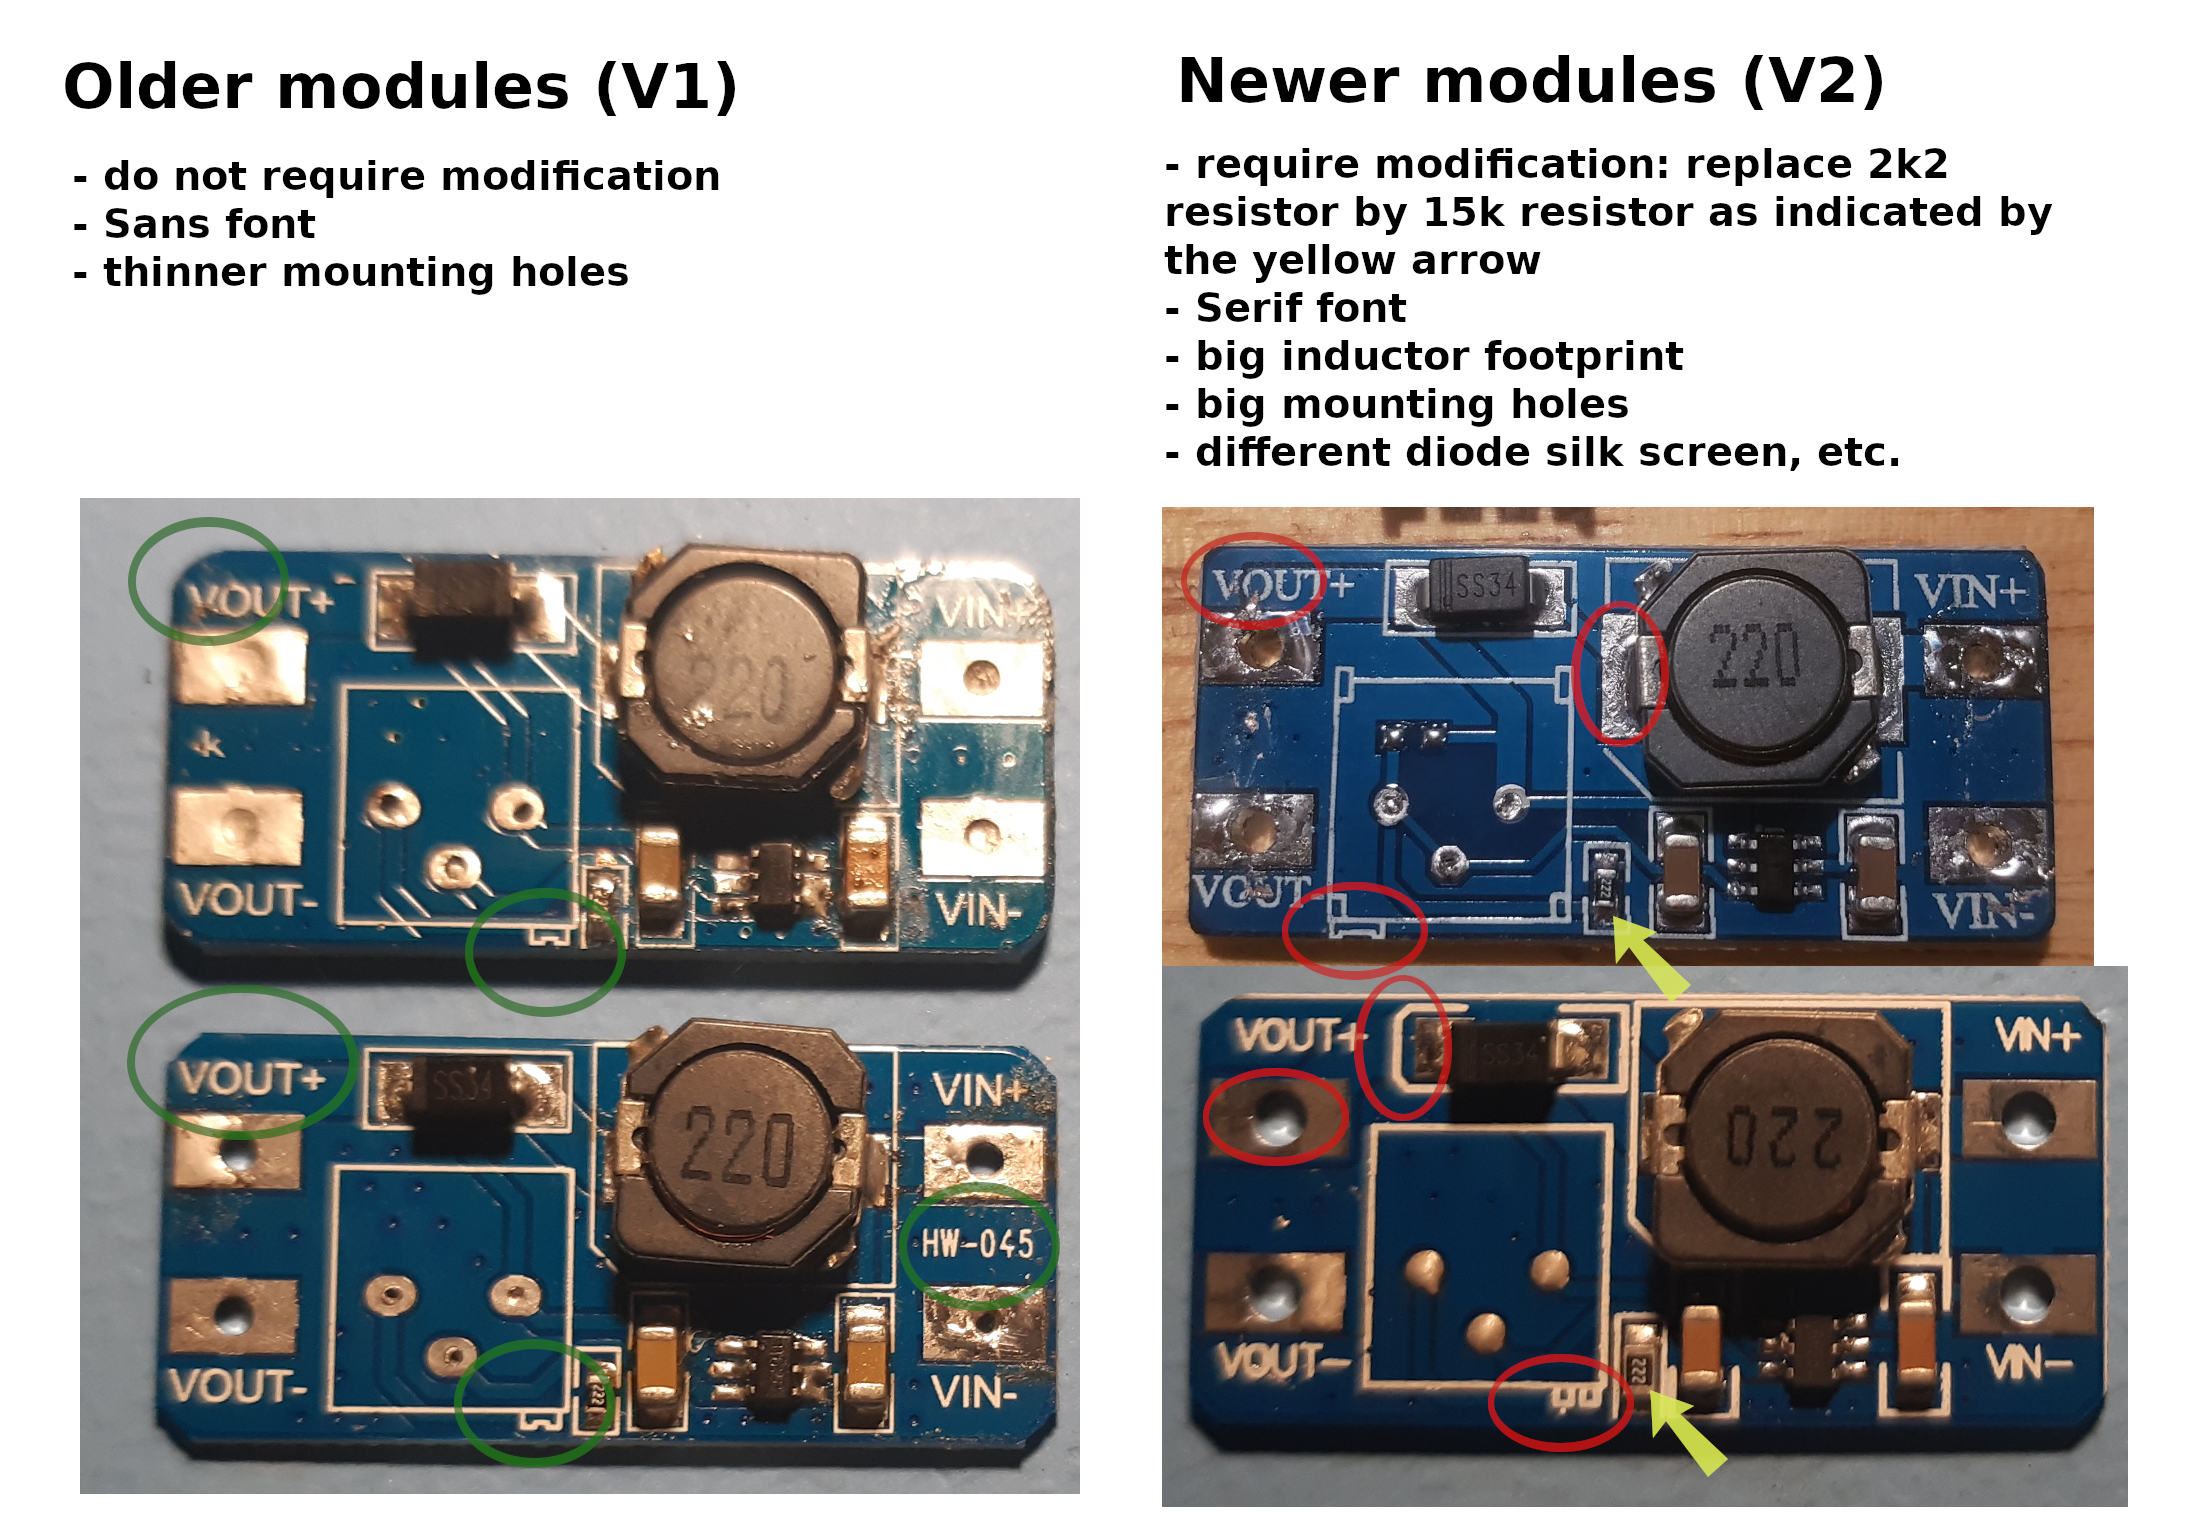 Older modules (V1)
- do not require modification
- Sans font
- thinner mounting holes
Newer modules (V2)
- require modification: replace 2k2
resistor by 15k resistor as indicated by
the yellow arrow
- Serif font
- big inductor footprint
- big mounting holes
- different diode silk screen, etc.
VOUT+
220
VIN+
VOUT-
VIN-
VOUT+
SS34
220
VIN+
HW-045
222
VOUT-
VIN-
VOUT+
SS34
220
VIN+
222
VOUT-
VIN-
VOUT+
SS34
220
VIN+
VOUT-
222
VIN-